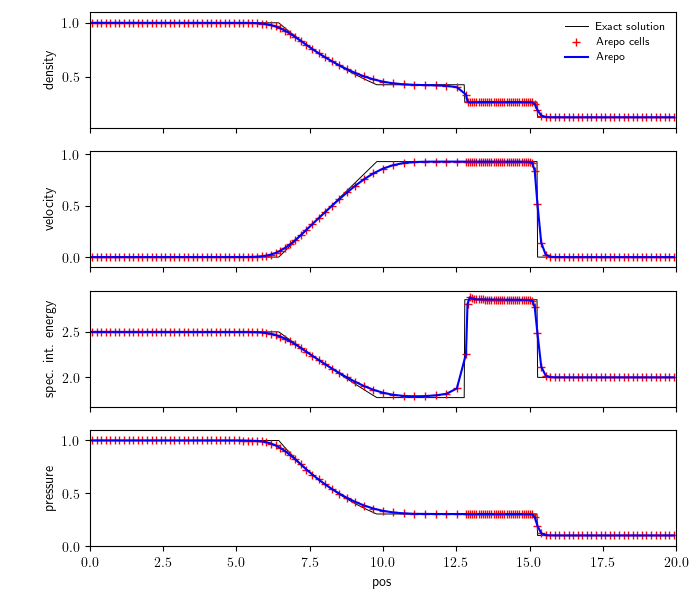 1.0
0.5
density
Exact solution
Arepo cells
Arepo
1.0
0.5
0.0
velocity
2.5
2.0
spec. int. energy
1.0
0.5
0.0
pressure
0.0 2.5 5.0 7.5 10.0 12.5 15.0 17.5 20.0
pos